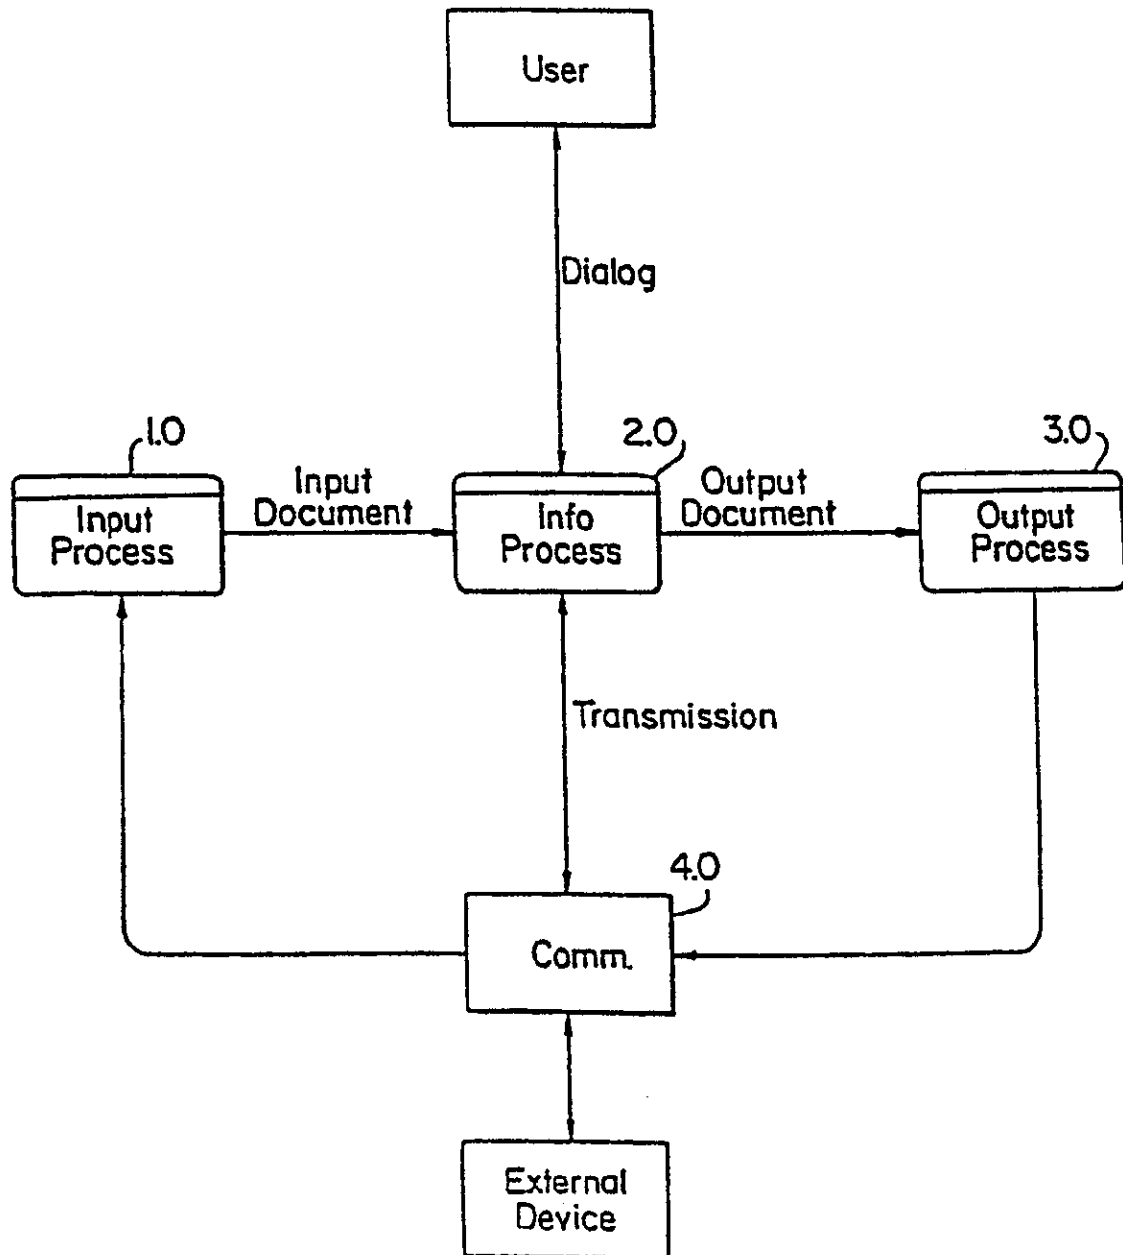 User
Dialog
1.0
2.0
3.0
Input
Document
Output
Document
Input
Process
Info
Process
Output
Process
Transmission
4.0
Comm.
External
Device